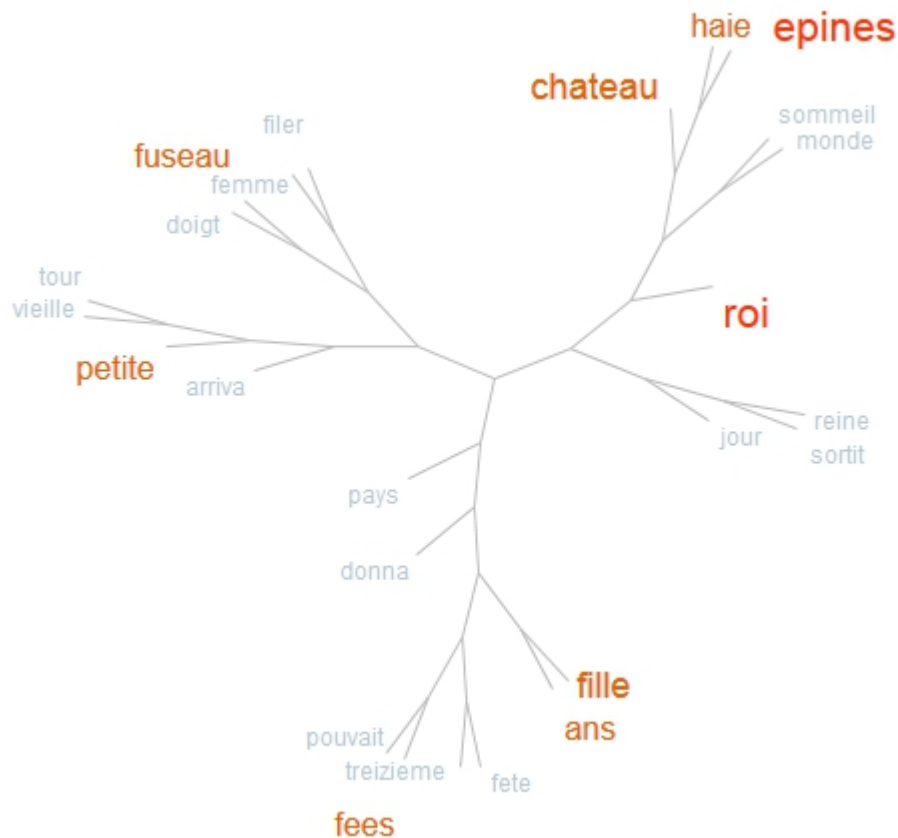 haie epines
chateau
sommeil
monde
filer
fuseau
femme
doigt
tour
vieille
petite
arriva
roi
reine
jour
sortit
pays
donna
fille
ans
pouvait
treizieme
fete
fees